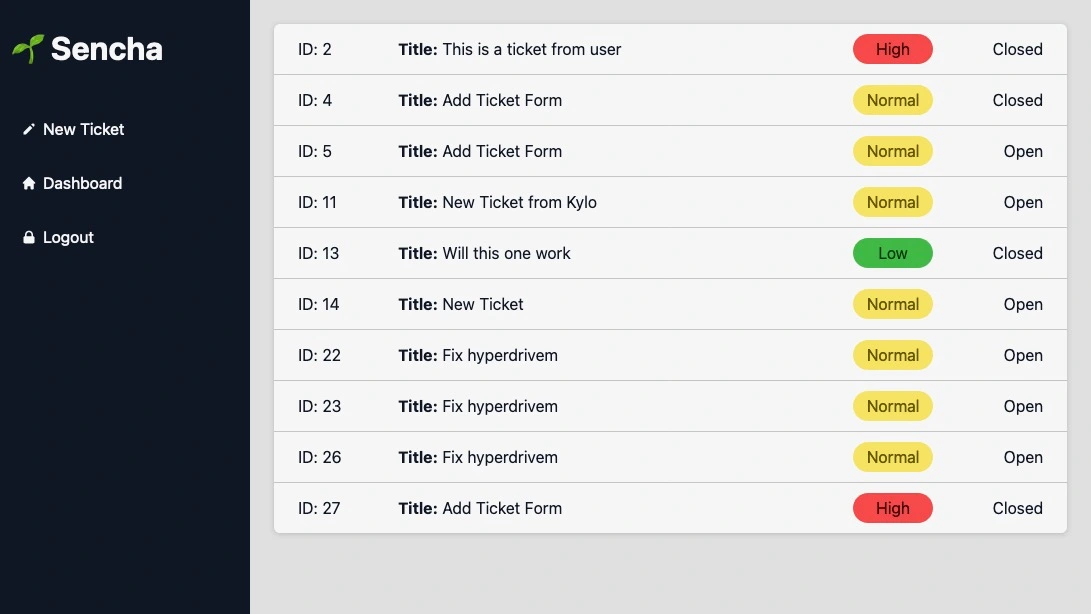 Sencha
New Ticket
Dashboard
Logout
ID: 2 Title: This is a ticket from user High Closed
ID: 4 Title: Add Ticket Form Normal Closed
ID: 5 Title: Add Ticket Form Normal Open
ID: 11 Title: New Ticket from Kylo Normal Open
ID: 13 Title: Will this one work Low Closed
ID: 14 Title: New Ticket Normal Open
ID: 22 Title: Fix hyperdrivem Normal Open
ID: 23 Title: Fix hyperdrivem Normal Open
ID: 26 Title: Fix hyperdrivem Normal Open
ID: 27 Title: Add Ticket Form High Closed